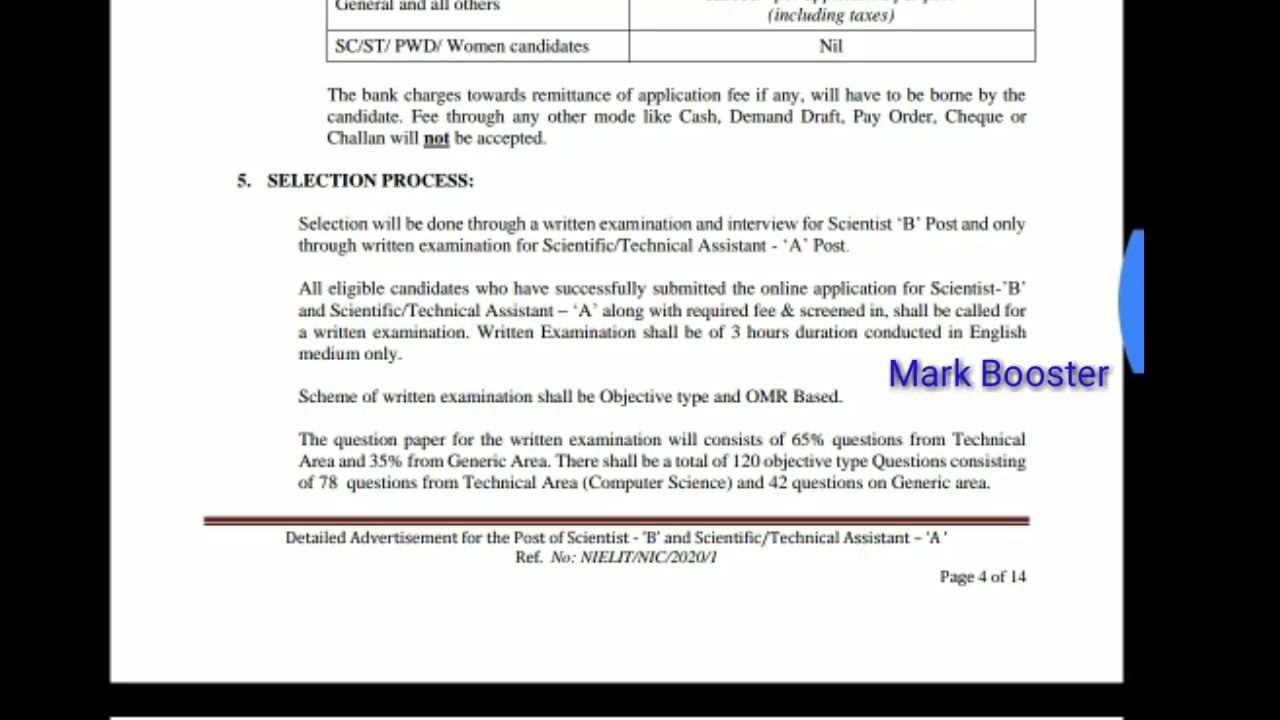 General and all others
(including taxes)
SC/ST/ PWD/ Women candidates
Nil
The bank charges towards remittance of application fee if any, will have to be borne by the
candidate. Fee through any other mode like Cash, Demand Draft, Pay Order, Cheque or
Challan will not be accepted.
5. SELECTION PROCESS:
Selection will be done through a written examination and interview for Scientist ‘B’ Post and only
through written examination for Scientific/Technical Assistant - ‘A’ Post.
All eligible candidates who have successfully submitted the online application for Scientist-‘B’
and Scientific/Technical Assistant – ‘A’ along with required fee & screened in, shall be called for
a written examination. Written Examination shall be of 3 hours duration conducted in English
medium only.
Mark Booster
Scheme of written examination shall be Objective type and OMR Based.
The question paper for the written examination will consists of 65% questions from Technical
Area and 35% from Generic Area. There shall be a total of 120 objective type Questions consisting
of 78 questions from Technical Area (Computer Science) and 42 questions on Generic area.
Detailed Advertisement for the Post of Scientist - ‘B’ and Scientific/Technical Assistant – ‘A ’
Ref. No: NIELIT/NIC/2020/1
Page 4 of 14